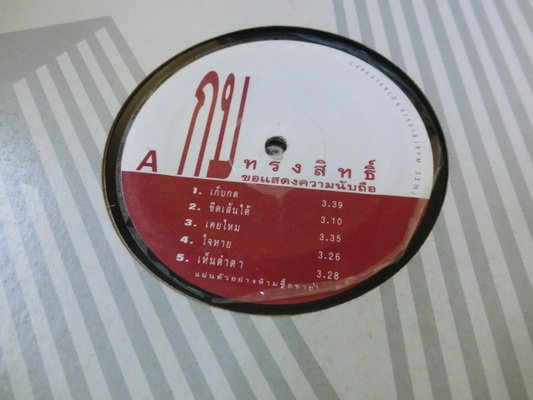 A กบ
ทรงสิทธิ์
ขอแสดงความนับถือ
1. เก็บกด 3.39
2. ขีดเส้นใต้ 3.10
3. เคยไหม 3.35
4. ใจหาย 3.26
5. เห็นตำตา 3.28
แผ่นตัวอย่างห้ามซื้อขาย